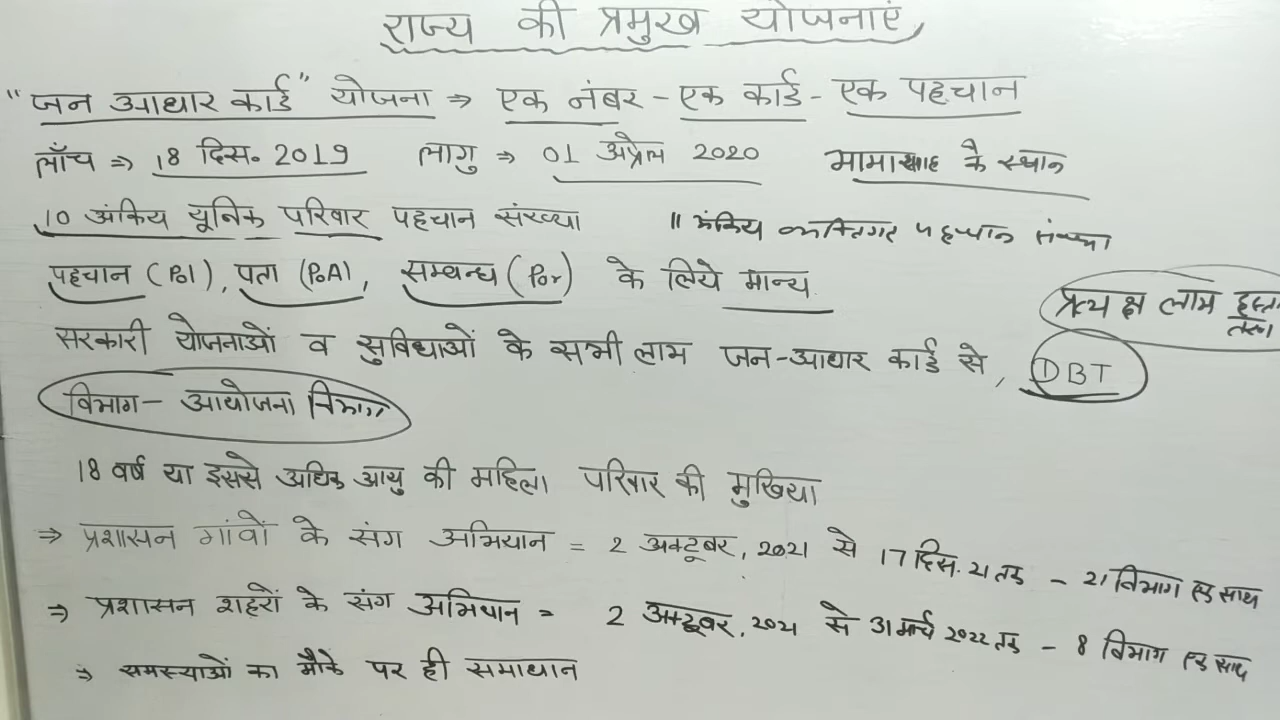 राज्य की प्रमुख योजनाएं
"जन आधार कार्ड" योजना ⇒ एक नंबर - एक कार्ड - एक पहचान
लॉंच ⇒ 18 दिस. 2019 लागु ⇒ 01 अप्रेल 2020 भामाशाह के स्थान
10 अंकिय यूनिक परिवार पहचान संख्या 11 अंकिय व्यक्तिगत पहचान संख्या
पहचान (PoI), पता (PoA), सम्बन्ध (Por) के लिये मान्य
प्रत्यक्ष लाभ हस्तान्तरण
सरकारी योजनाओं व सुविधाओं के सभी लाभ जन-आधार कार्ड से, DBT
विभाग - आयोजना विभाग
18 वर्ष या इससे अधिक आयु की महिला परिवार की मुखिया
⇒ प्रशासन गांवों के संग अभियान = 2 अक्टूबर, 2021 से 17 दिस. 21 तक - 21 विभाग एक साथ
⇒ प्रशासन शहरों के संग अभियान = 2 अक्टूबर, 2021 से 31 मार्च 2022 तक - 8 विभाग एक साथ
⇒ समस्याओं का मौके पर ही समाधान